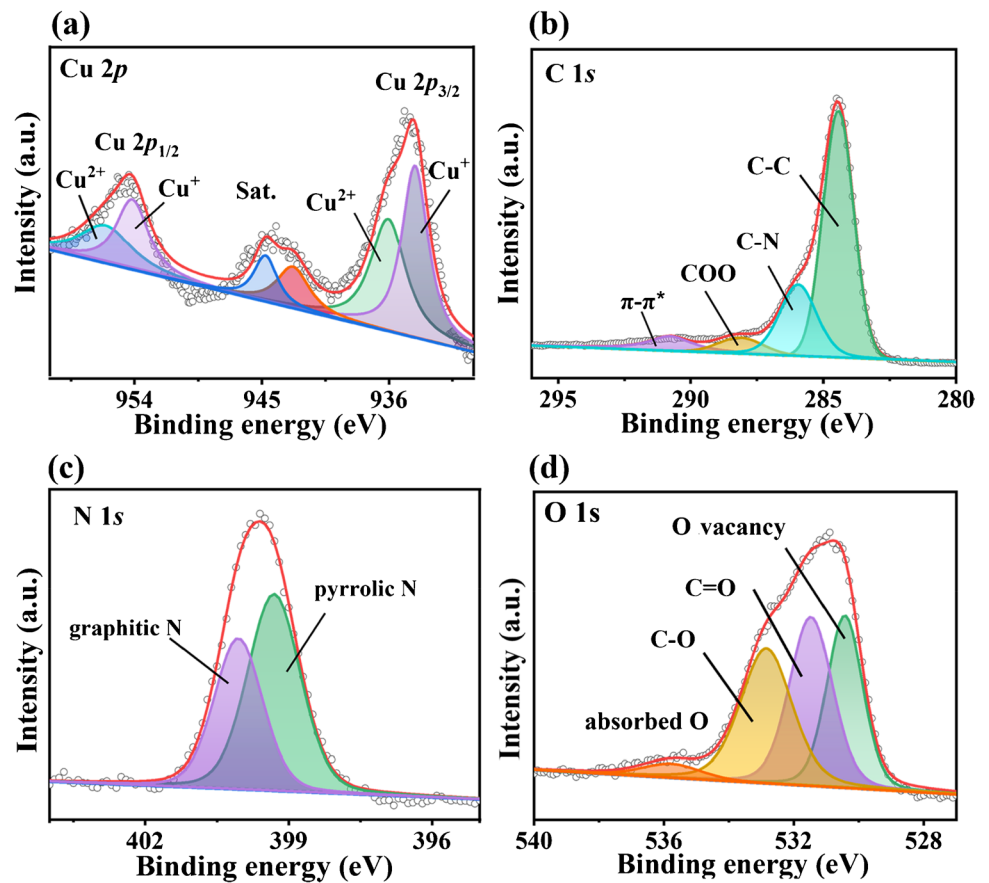 (a)
Cu 2p
Cu 2p3/2
Cu 2p1/2
Cu2+
Cu+
Sat.
Cu2+
Cu+
Intensity (a.u.)
954
945
936
Binding energy (eV)
(b)
C 1s
C-C
C-N
COO
π-π*
Intensity (a.u.)
295
290
285
280
Binding energy (eV)
(c)
N 1s
pyrrolic N
graphitic N
Intensity (a.u.)
402
399
396
Binding energy (eV)
(d)
O 1s
O vacancy
C=O
C-O
absorbed O
Intensity (a.u.)
540
536
532
528
Binding energy (eV)